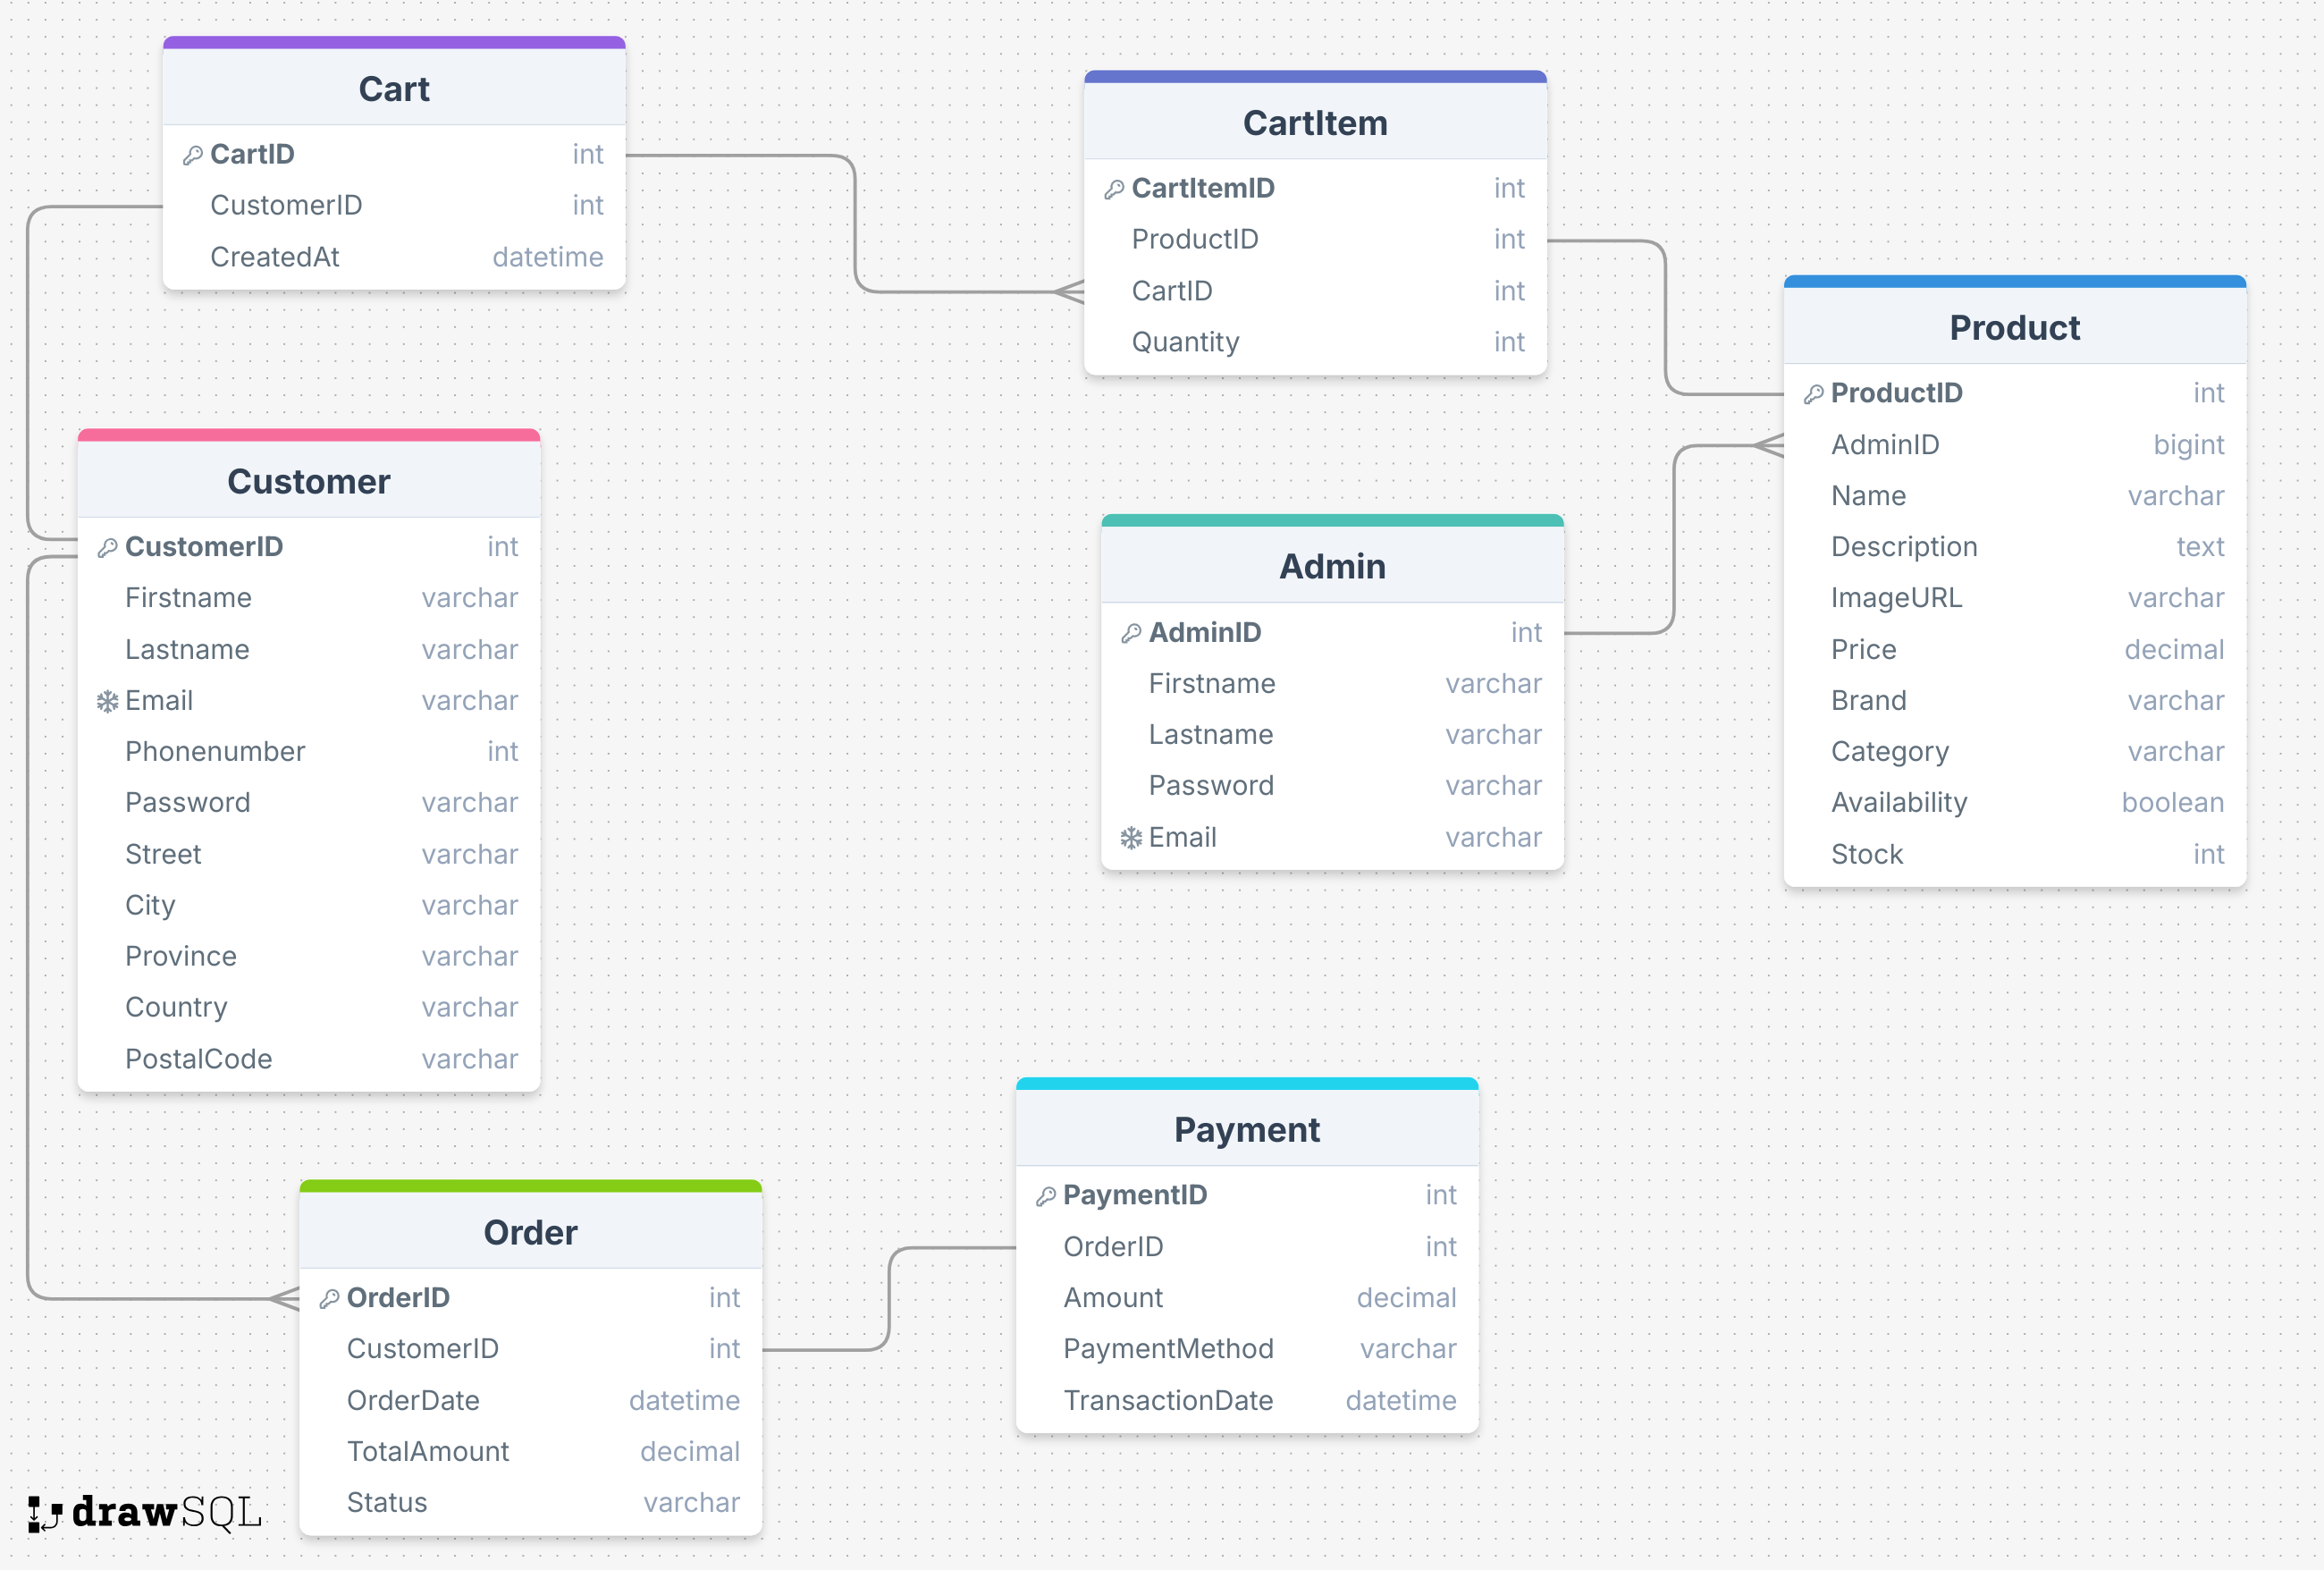 Cart
CartID int
CustomerID int
CreatedAt datetime
CartItem
CartItemID int
ProductID int
CartID int
Quantity int
Product
ProductID int
AdminID bigint
Name varchar
Description text
ImageURL varchar
Price decimal
Brand varchar
Category varchar
Availability boolean
Stock int
Customer
CustomerID int
Firstname varchar
Lastname varchar
Email varchar
Phonenumber int
Password varchar
Street varchar
City varchar
Province varchar
Country varchar
PostalCode varchar
Admin
AdminID int
Firstname varchar
Lastname varchar
Password varchar
Email varchar
Payment
PaymentID int
OrderID int
Amount decimal
PaymentMethod varchar
TransactionDate datetime
Order
OrderID int
CustomerID int
OrderDate datetime
TotalAmount decimal
Status varchar
drawSQL